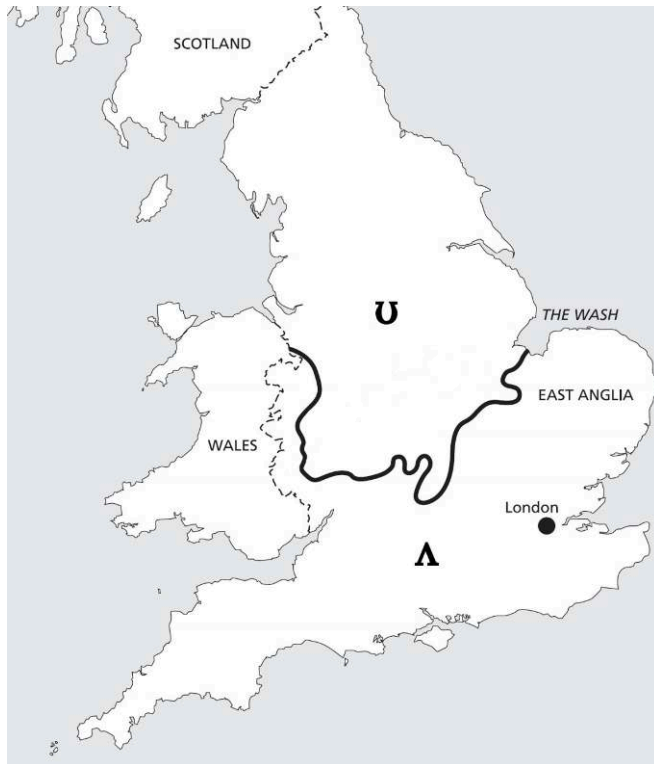 SCOTLAND
ʊ
THE WASH
EAST ANGLIA
WALES
London
ʌ